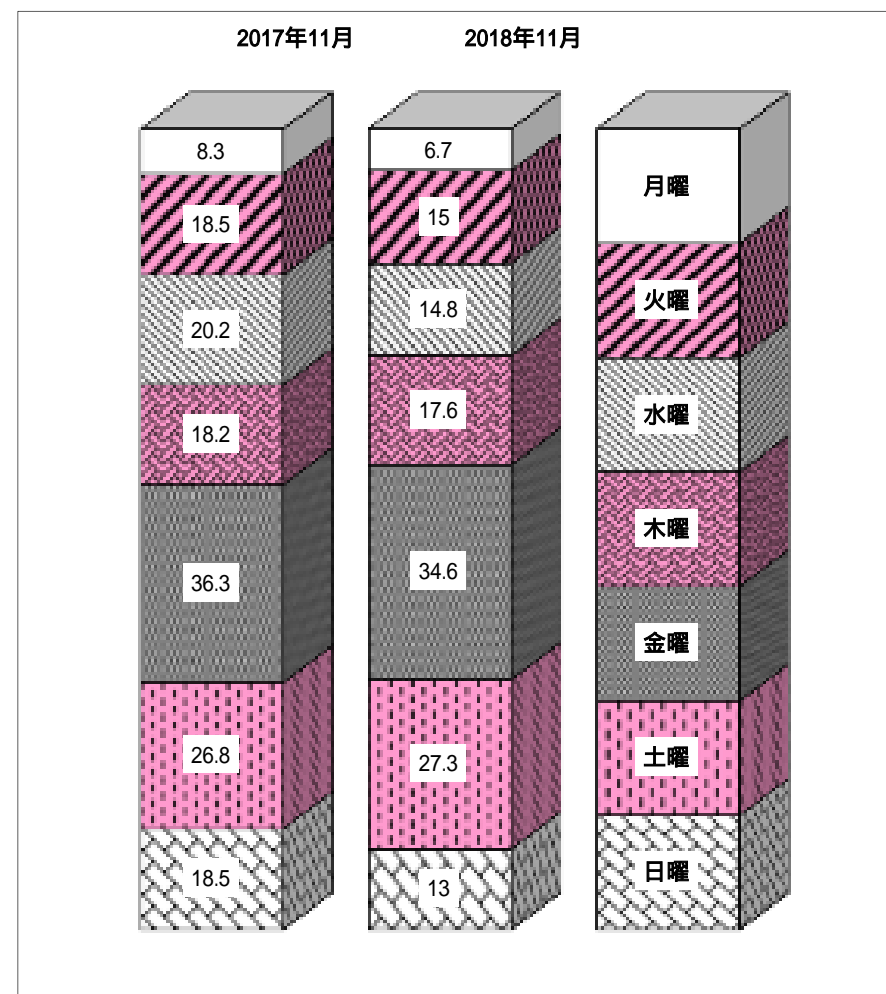 2017年11月 2018年11月
8.3 6.7 月曜
18.5 15 火曜
20.2 14.8 水曜
18.2 17.6 木曜
36.3 34.6 金曜
26.8 27.3 土曜
18.5 13 日曜